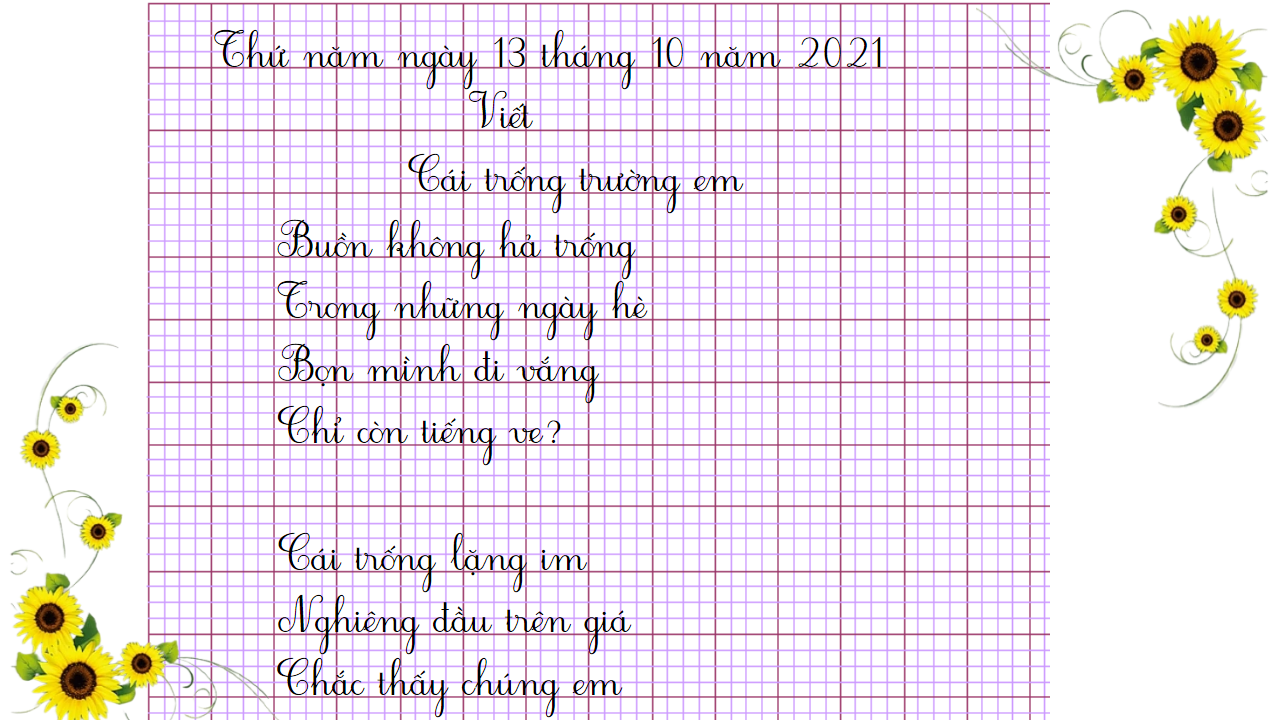 Thứ năm ngày 13 tháng 10 năm 2021
Viết
Cái trống trường em
Buồn không hả trống
Trong những ngày hè
Bọn mình đi vắng
Chỉ còn tiếng ve?
Cái trống lặng im
Nghiêng đầu trên giá
Chắc thấy chúng em